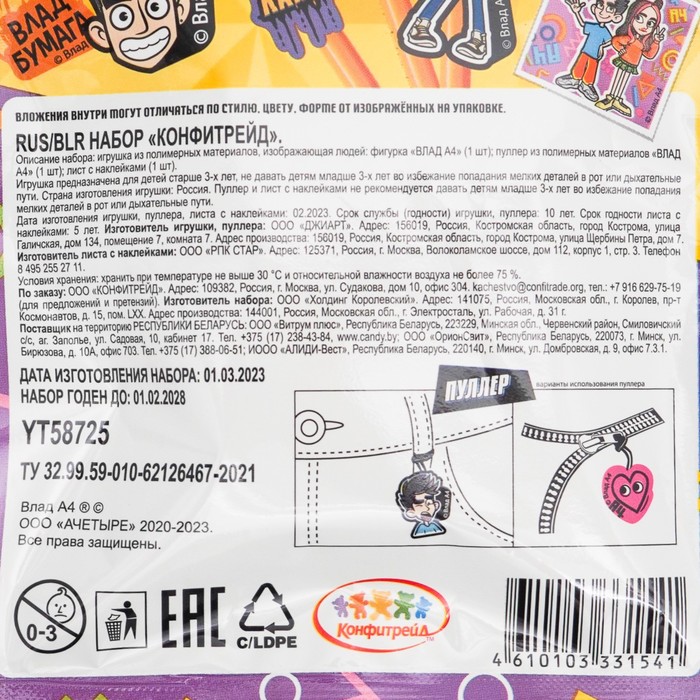 ВЛАД
БУМАГА
© Влад А4
© Влад А4
© Влад А4
ВЛОЖЕНИЯ ВНУТРИ МОГУТ ОТЛИЧАТЬСЯ ПО СТИЛЮ, ЦВЕТУ, ФОРМЕ ОТ ИЗОБРАЖЁННЫХ НА УПАКОВКЕ.
RUS/BLR НАБОР «КОНФИТРЕЙД».
Описание набора: игрушка из полимерных материалов, изображающая людей: фигурка «ВЛАД А4» (1 шт); пуллер из полимерных материалов «ВЛАД
А4» (1 шт); лист с наклейками (1 шт).
Игрушка предназначена для детей старше 3-х лет, не давать детям младше 3-х лет во избежание попадания мелких деталей в рот или дыхательные
пути. Страна изготовления игрушки: Россия. Пуллер и лист с наклейками не рекомендуется давать детям младше 3-х лет во избежание попадания
мелких деталей в рот или дыхательные пути.
Дата изготовления игрушки, пуллера, листа с наклейками: 02.2023. Срок службы (годности) игрушки, пуллера: 10 лет. Срок годности листа с
наклейками: 5 лет. Изготовитель игрушки, пуллера: ООО «ДЖИАРТ». Адрес: 156019, Россия, Костромская область, город Кострома, улица
Галичская, дом 134, помещение 7, комната 7. Адрес производства: 156019, Россия, Костромская область, город Кострома, улица Щербины Петра, дом 7.
Изготовитель листа с наклейками: ООО «РПК СТАР». Адрес: 125371, Россия, г. Москва, Волоколамское шоссе, дом 112, корпус 1, стр. 3. Телефон
8 495 255 27 11.
Условия хранения: хранить при температуре не выше 30 °С и относительной влажности воздуха не более 75 %.
По заказу: ООО «КОНФИТРЕЙД». Адрес: 109382, Россия, г. Москва, ул. Судакова, дом 10, офис 304. kachestvo@confitrade.org, тел.: +7 916 629-75-19
(для предложений и претензий). Изготовитель набора: ООО «Холдинг Королевский». Адрес: 141075, Россия, Московская обл., г. Королев, пр-т
Космонавтов, д. 15, пом. LXX. Адрес производства: 144001, Россия, Московская обл., г. Электросталь, ул. Рабочая, д. 31 г.
Поставщик на территорию РЕСПУБЛИКИ БЕЛАРУСЬ: ООО «Витрум плюс», Республика Беларусь, 223229, Минская обл., Червенский район, Смиловичский
с/с, аг. Заполье, ул. Садовая, 10, кабинет 17. Тел. +375 (17) 238-43-84, www.candy.by; ООО «ОрионСвит», Республика Беларусь, 220073, г. Минск, ул.
Бирюзова, д. 10А, офис 703. Тел. +375 (17) 388-06-51; ИООО «АЛИДИ-Вест», Республика Беларусь, 220140, г. Минск, ул. Домбровская, д. 9, офис 7.3.1.
ДАТА ИЗГОТОВЛЕНИЯ НАБОРА: 01.03.2023
НАБОР ГОДЕН ДО: 01.02.2028
ПУЛЛЕР
варианты использования пуллера
YT58725
ТУ 32.99.59-010-62126467-2021
Влад А4 ® ©
ООО «АЧЕТЫРЕ» 2020-2023.
Все права защищены.
0-3
ЕАС
C/LDPE
Конфитрейд
4 610103 331541